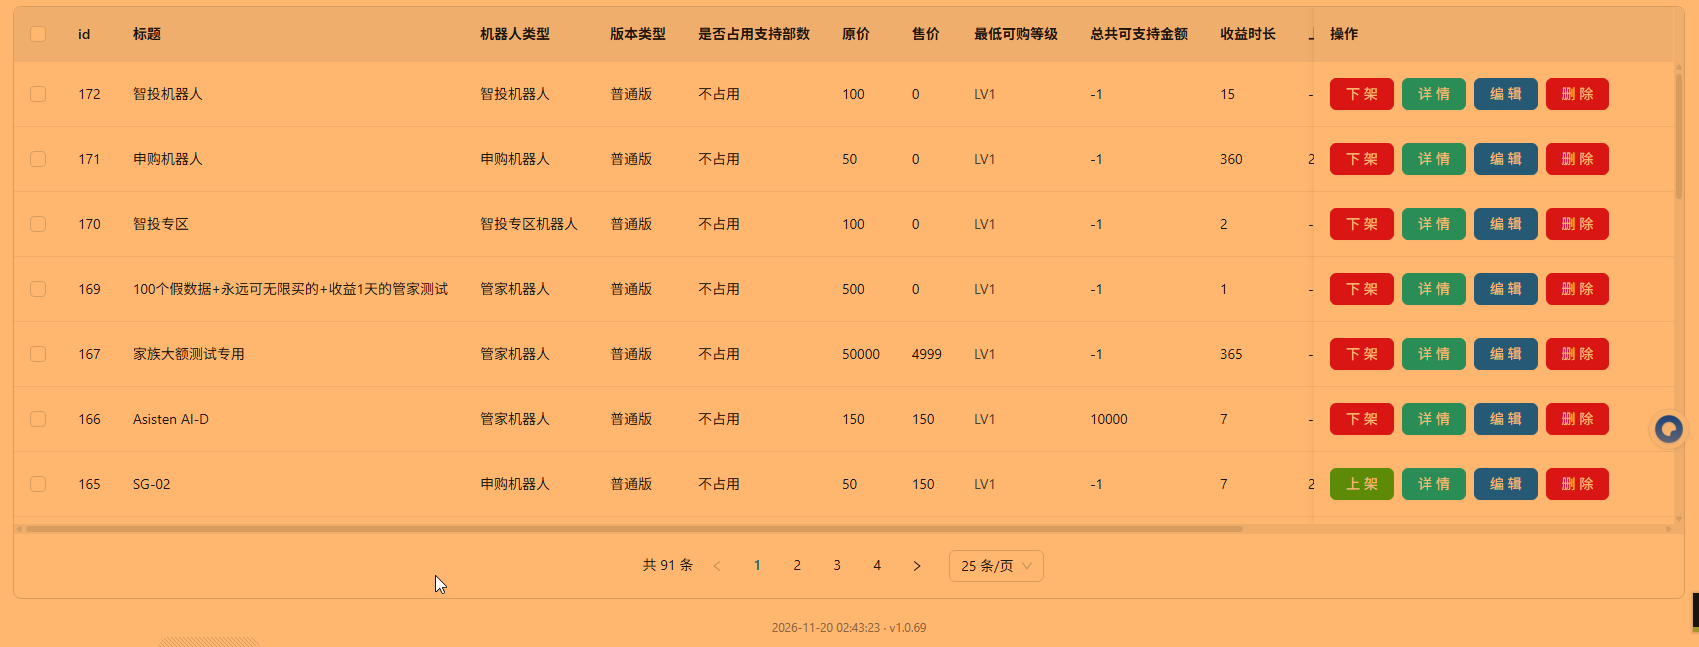 id 标题 机器人类型 版本类型 是否占用支持部数 原价 售价 最低可购等级 总共可支持金额 收益时长 操作
172 智投机器人 智投机器人 普通版 不占用 100 0 LV1 -1 15 - 下架 详情 编辑 删除
171 申购机器人 申购机器人 普通版 不占用 50 0 LV1 -1 360 2 下架 详情 编辑 删除
170 智投专区 智投专区机器人 普通版 不占用 100 0 LV1 -1 2 - 下架 详情 编辑 删除
169 100个假数据+永远可无限买的+收益1天的管家测试 管家机器人 普通版 不占用 500 0 LV1 -1 1 - 下架 详情 编辑 删除
167 家族大额测试专用 管家机器人 普通版 不占用 50000 4999 LV1 -1 365 - 下架 详情 编辑 删除
166 Asisten AI-D 管家机器人 普通版 不占用 150 150 LV1 10000 7 - 下架 详情 编辑 删除
165 SG-02 申购机器人 普通版 不占用 50 150 LV1 -1 7 2 上架 详情 编辑 删除
共 91 条 < 1 2 3 4 > 25 条/页
2026-11-20 02:43:23 · v1.0.69